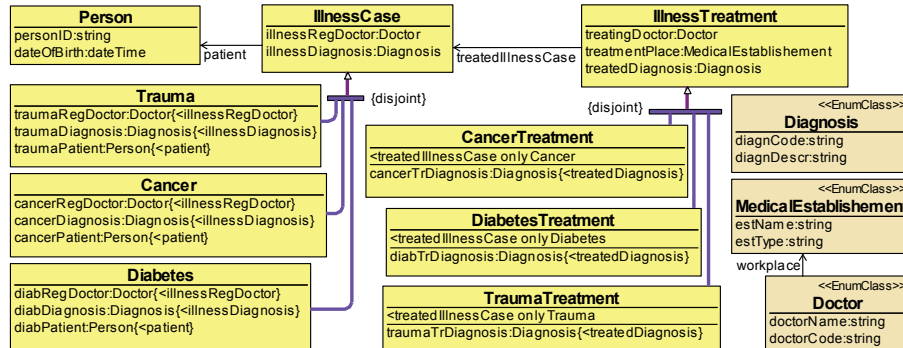 Person
personID:string
dateOfBirth:dateTime
patient
IllnessCase
illnessRegDoctor:Doctor
illnessDiagnosis:Diagnosis
treatedIllnessCase
IllnessTreatment
treatingDoctor:Doctor
treatmentPlace:MedicalEstablishement
treatedDiagnosis:Diagnosis
{disjoint}
{disjoint}
Trauma
traumaRegDoctor:Doctor{<illnessRegDoctor}
traumaDiagnosis:Diagnosis{<illnessDiagnosis}
traumaPatient:Person{<patient}
Cancer
cancerRegDoctor:Doctor{<illnessRegDoctor}
cancerDiagnosis:Diagnosis{<illnessDiagnosis}
cancerPatient:Person{<patient}
Diabetes
diabRegDoctor:Doctor{<illnessRegDoctor}
diabDiagnosis:Diagnosis{<illnessDiagnosis}
diabPatient:Person{<patient}
CancerTreatment
<treatedIllnessCase only Cancer
cancerTrDiagnosis:Diagnosis{<treatedDiagnosis}
DiabetesTreatment
<treatedIllnessCase only Diabetes
diabTrDiagnosis:Diagnosis{<treatedDiagnosis}
TraumaTreatment
<treatedIllnessCase only Trauma
traumaTrDiagnosis:Diagnosis{<treatedDiagnosis}
<<EnumClass>>
Diagnosis
diagnCode:string
diagnDescr:string
<<EnumClass>>
MedicalEstablishement
estName:string
estType:string
workplace
<<EnumClass>>
Doctor
doctorName:string
doctorCode:string